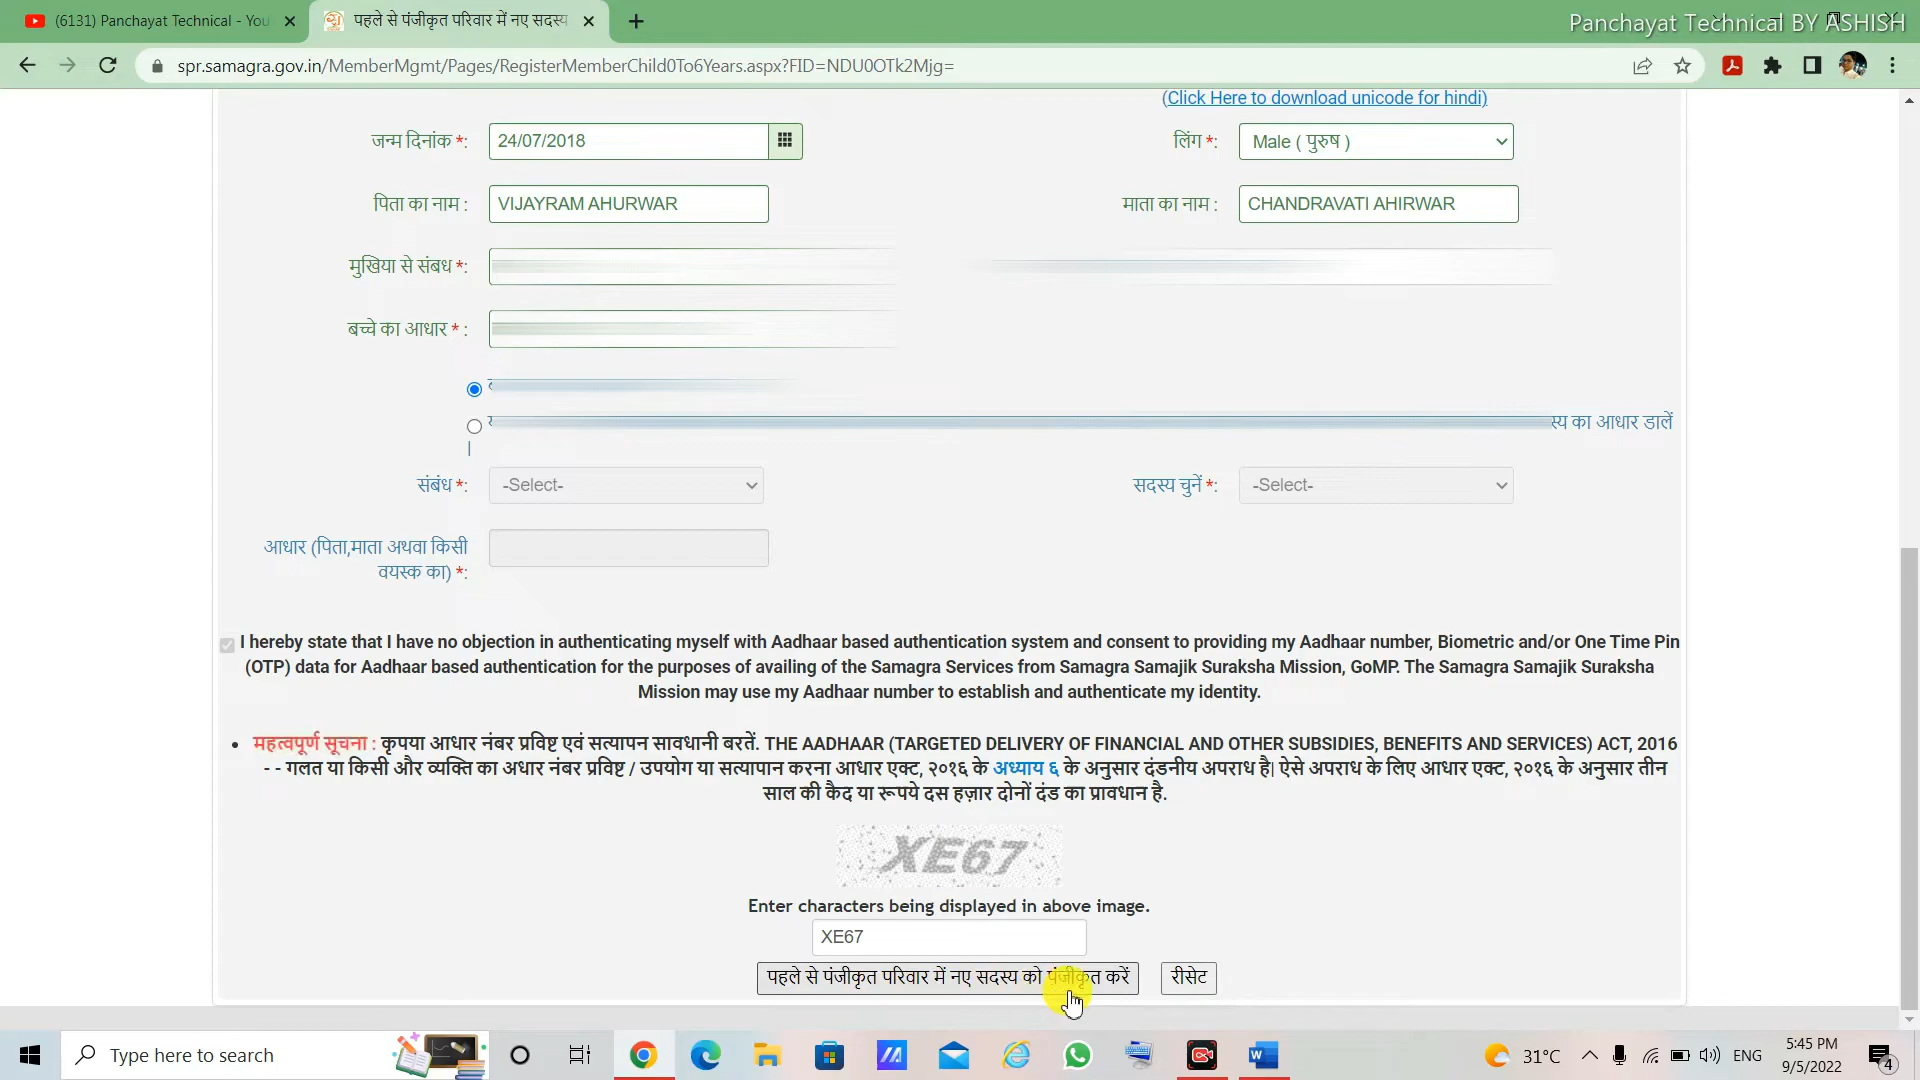 (6131) Panchayat Technical - You
पहले से पंजीकृत परिवार में नए सदस्य
Panchayat Technical BY ASHISH
spr.samagra.gov.in/MemberMgmt/Pages/RegisterMemberChild0To6Years.aspx?FID=NDU0OTk2Mjg=
(Click Here to download unicode for hindi)
जन्म दिनांक *: 24/07/2018 लिंग *: Male ( पुरुष )
पिता का नाम : VIJAYRAM AHURWAR माता का नाम : CHANDRAVATI AHIRWAR
मुखिया से संबध *:
बच्चे का आधार * :
स्य का आधार डालें
|
संबंध *: -Select- सदस्य चुनें *: -Select-
आधार (पिता,माता अथवा किसी
वयस्क का) *:
I hereby state that I have no objection in authenticating myself with Aadhaar based authentication system and consent to providing my Aadhaar number, Biometric and/or One Time Pin
(OTP) data for Aadhaar based authentication for the purposes of availing of the Samagra Services from Samagra Samajik Suraksha Mission, GoMP. The Samagra Samajik Suraksha
Mission may use my Aadhaar number to establish and authenticate my identity.
• महत्वपूर्ण सूचना : कृपया आधार नंबर प्रविष्ट एवं सत्यापन सावधानी बरतें. THE AADHAAR (TARGETED DELIVERY OF FINANCIAL AND OTHER SUBSIDIES, BENEFITS AND SERVICES) ACT, 2016
- - गलत या किसी और व्यक्ति का अधार नंबर प्रविष्ट / उपयोग या सत्यापान करना आधार एक्ट, २०१६ के अध्याय ६ के अनुसार दंडनीय अपराध है| ऐसे अपराध के लिए आधार एक्ट, २०१६ के अनुसार तीन
साल की कैद या रूपये दस हज़ार दोनों दंड का प्रावधान है.
XE67
Enter characters being displayed in above image.
XE67
पहले से पंजीकृत परिवार में नए सदस्य को पंजीकृत करें रीसेट
Type here to search
31°C ENG 5:45 PM
9/5/2022 4